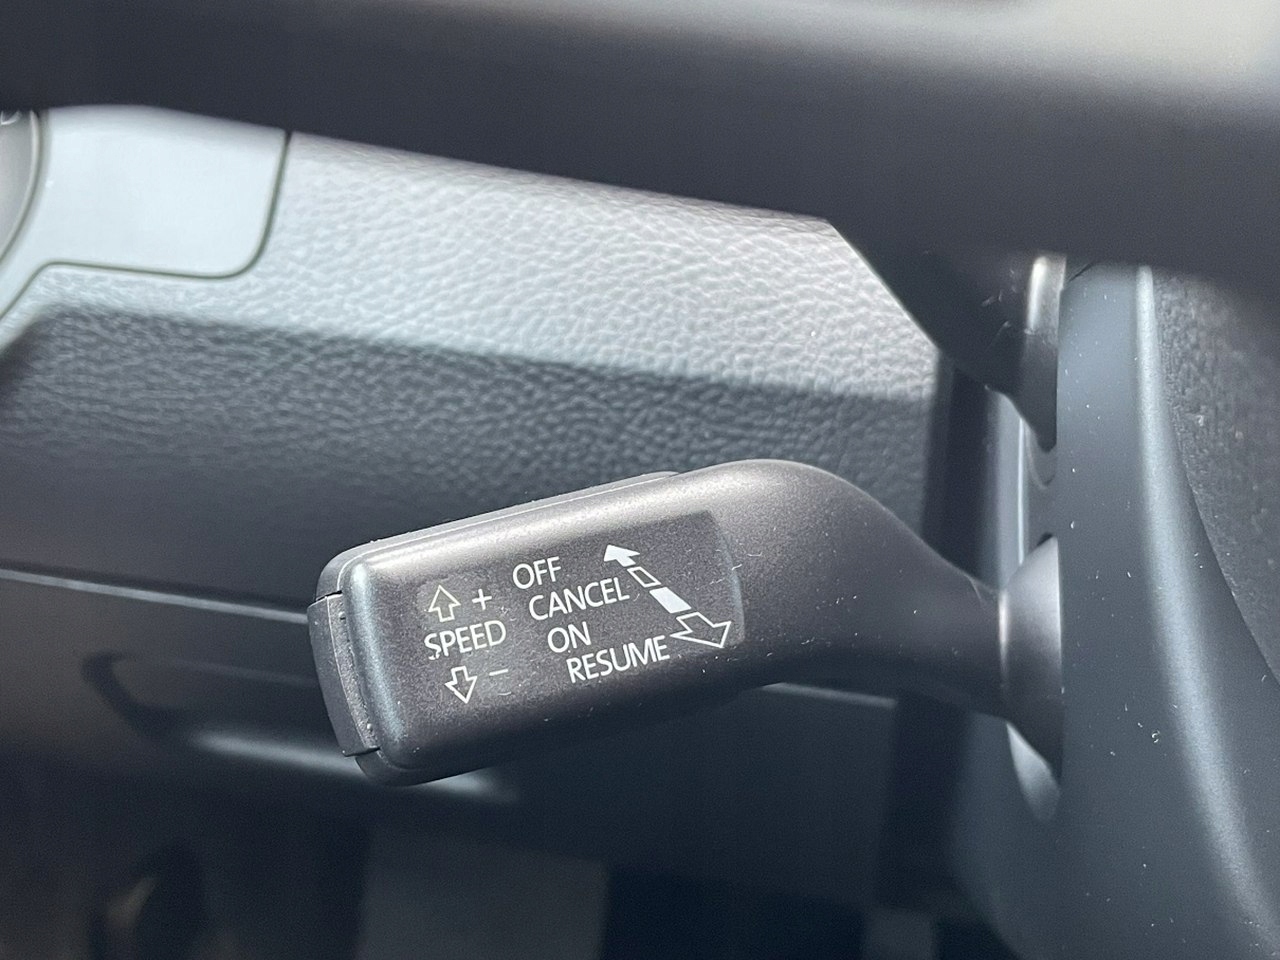 +
SPEED
-
OFF
CANCEL
ON
RESUME